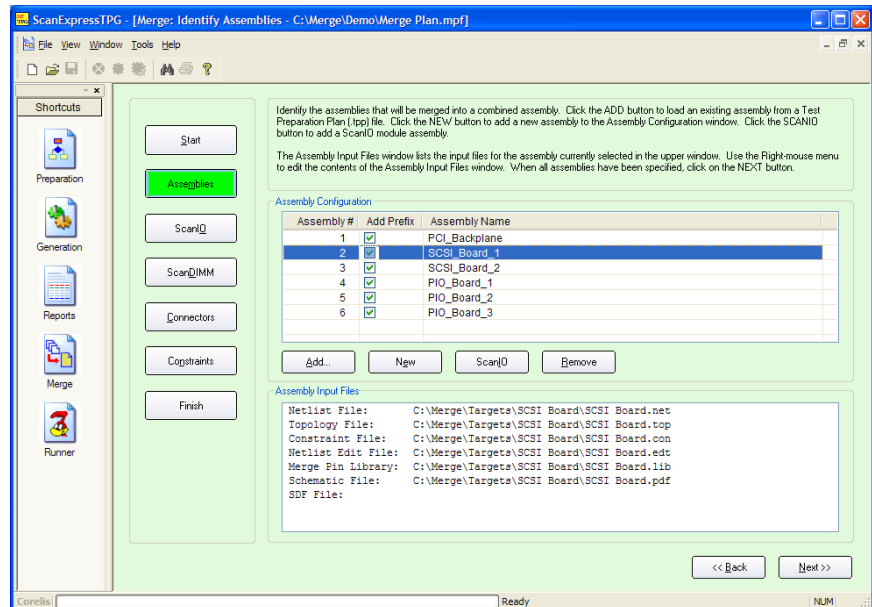 ScanExpressTPG - [Merge: Identify Assemblies - C:\Merge\Demo\Merge Plan.mpf]
File View Window Tools Help
Shortcuts
Preparation
Generation
Reports
Merge
Runner
Start
Assemblies
ScanIO
ScanDIMM
Connectors
Constraints
Finish
Identify the assemblies that will be merged into a combined assembly. Click the ADD button to load an existing assembly from a Test
Preparation Plan (.tpp) file. Click the NEW button to add a new assembly to the Assembly Configuration window. Click the SCANIO
button to add a ScanIO module assembly.
The Assembly Input Files window lists the input files for the assembly currently selected in the upper window. Use the Right-mouse menu
to edit the contents of the Assembly Input Files window. When all assemblies have been specified, click on the NEXT button.
Assembly Configuration
Assembly # Add Prefix Assembly Name
1 PCI_Backplane
2 SCSI_Board_1
3 SCSI_Board_2
4 PIO_Board_1
5 PIO_Board_2
6 PIO_Board_3
Add... New ScanIO Remove
Assembly Input Files
Netlist File: C:\Merge\Targets\SCSI Board\SCSI Board.net
Topology File: C:\Merge\Targets\SCSI Board\SCSI Board.top
Constraint File: C:\Merge\Targets\SCSI Board\SCSI Board.con
Netlist Edit File: C:\Merge\Targets\SCSI Board\SCSI Board.edt
Merge Pin Library: C:\Merge\Targets\SCSI Board\SCSI Board.lib
Schematic File: C:\Merge\Targets\SCSI Board\SCSI Board.pdf
SDF File:
<< Back Next >>
Corelis Ready NUM